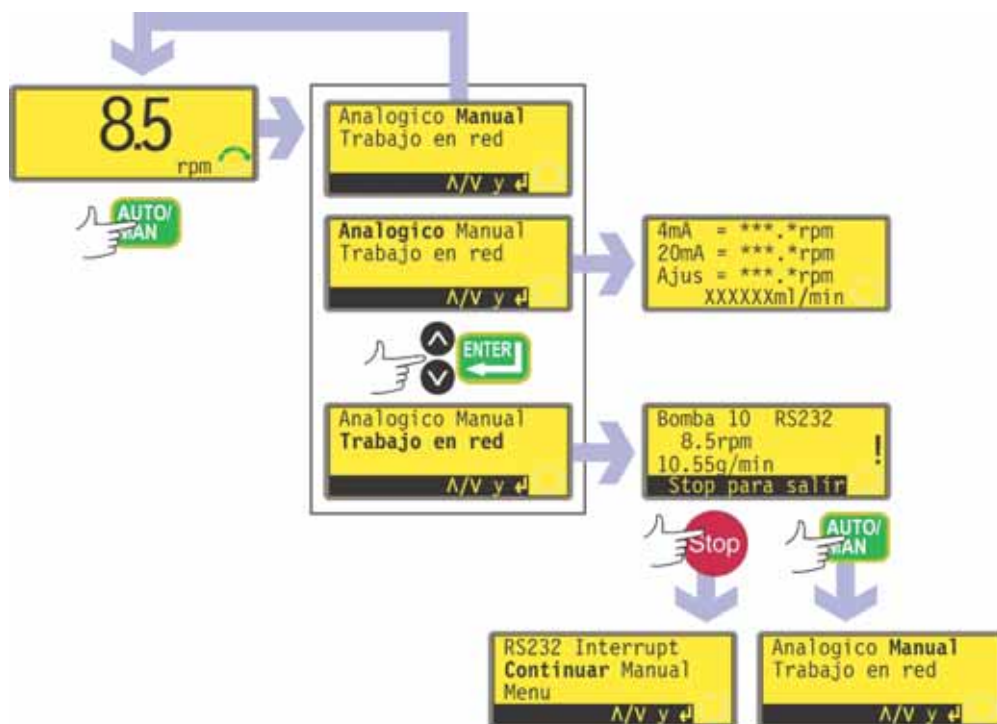 8.5
rpm
AUTO/
MAN
Analogico Manual
Trabajo en red
Λ/V y ↲
Analogico Manual
Trabajo en red
Λ/V y ↲
4mA = ***.*rpm
20mA = ***.*rpm
Ajus = ***.*rpm
XXXXXXml/min
ENTER
Analogico Manual
Trabajo en red
Λ/V y ↲
Bomba 10 RS232
8.5rpm
10.55g/min
Stop para salir
!
Stop
AUTO/
MAN
RS232 Interrupt
Continuar Manual
Menu
Λ/V y ↲
Analogico Manual
Trabajo en red
Λ/V y ↲